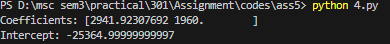 PS D:\msc sem3\practical\301\Assignment\codes\ass5> python 4.py
Coefficients: [2941.92307692 1960.        ]
Intercept: -25364.99999999997